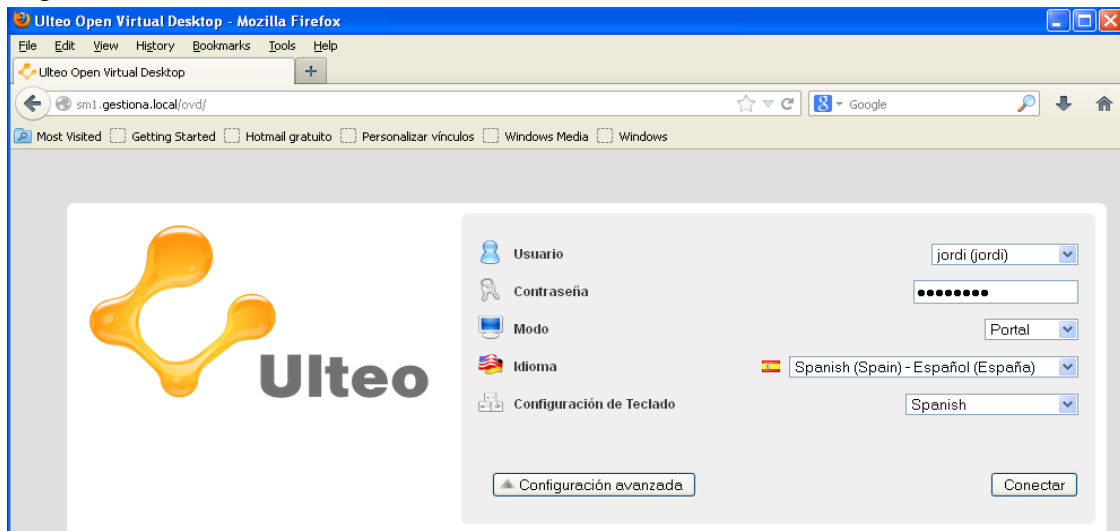 Ulteo Open Virtual Desktop - Mozilla Firefox
File Edit View History Bookmarks Tools Help
Ulteo Open Virtual Desktop +
sm1.gestiona.local/ovd/ Google
Most Visited Getting Started Hotmail gratuito Personalizar vínculos Windows Media Windows
Usuario jordi (jordi)
Contraseña ●●●●●●●●
Modo Portal
Ulteo
Idioma Spanish (Spain) - Español (España)
Configuración de Teclado Spanish
Configuración avanzada Conectar